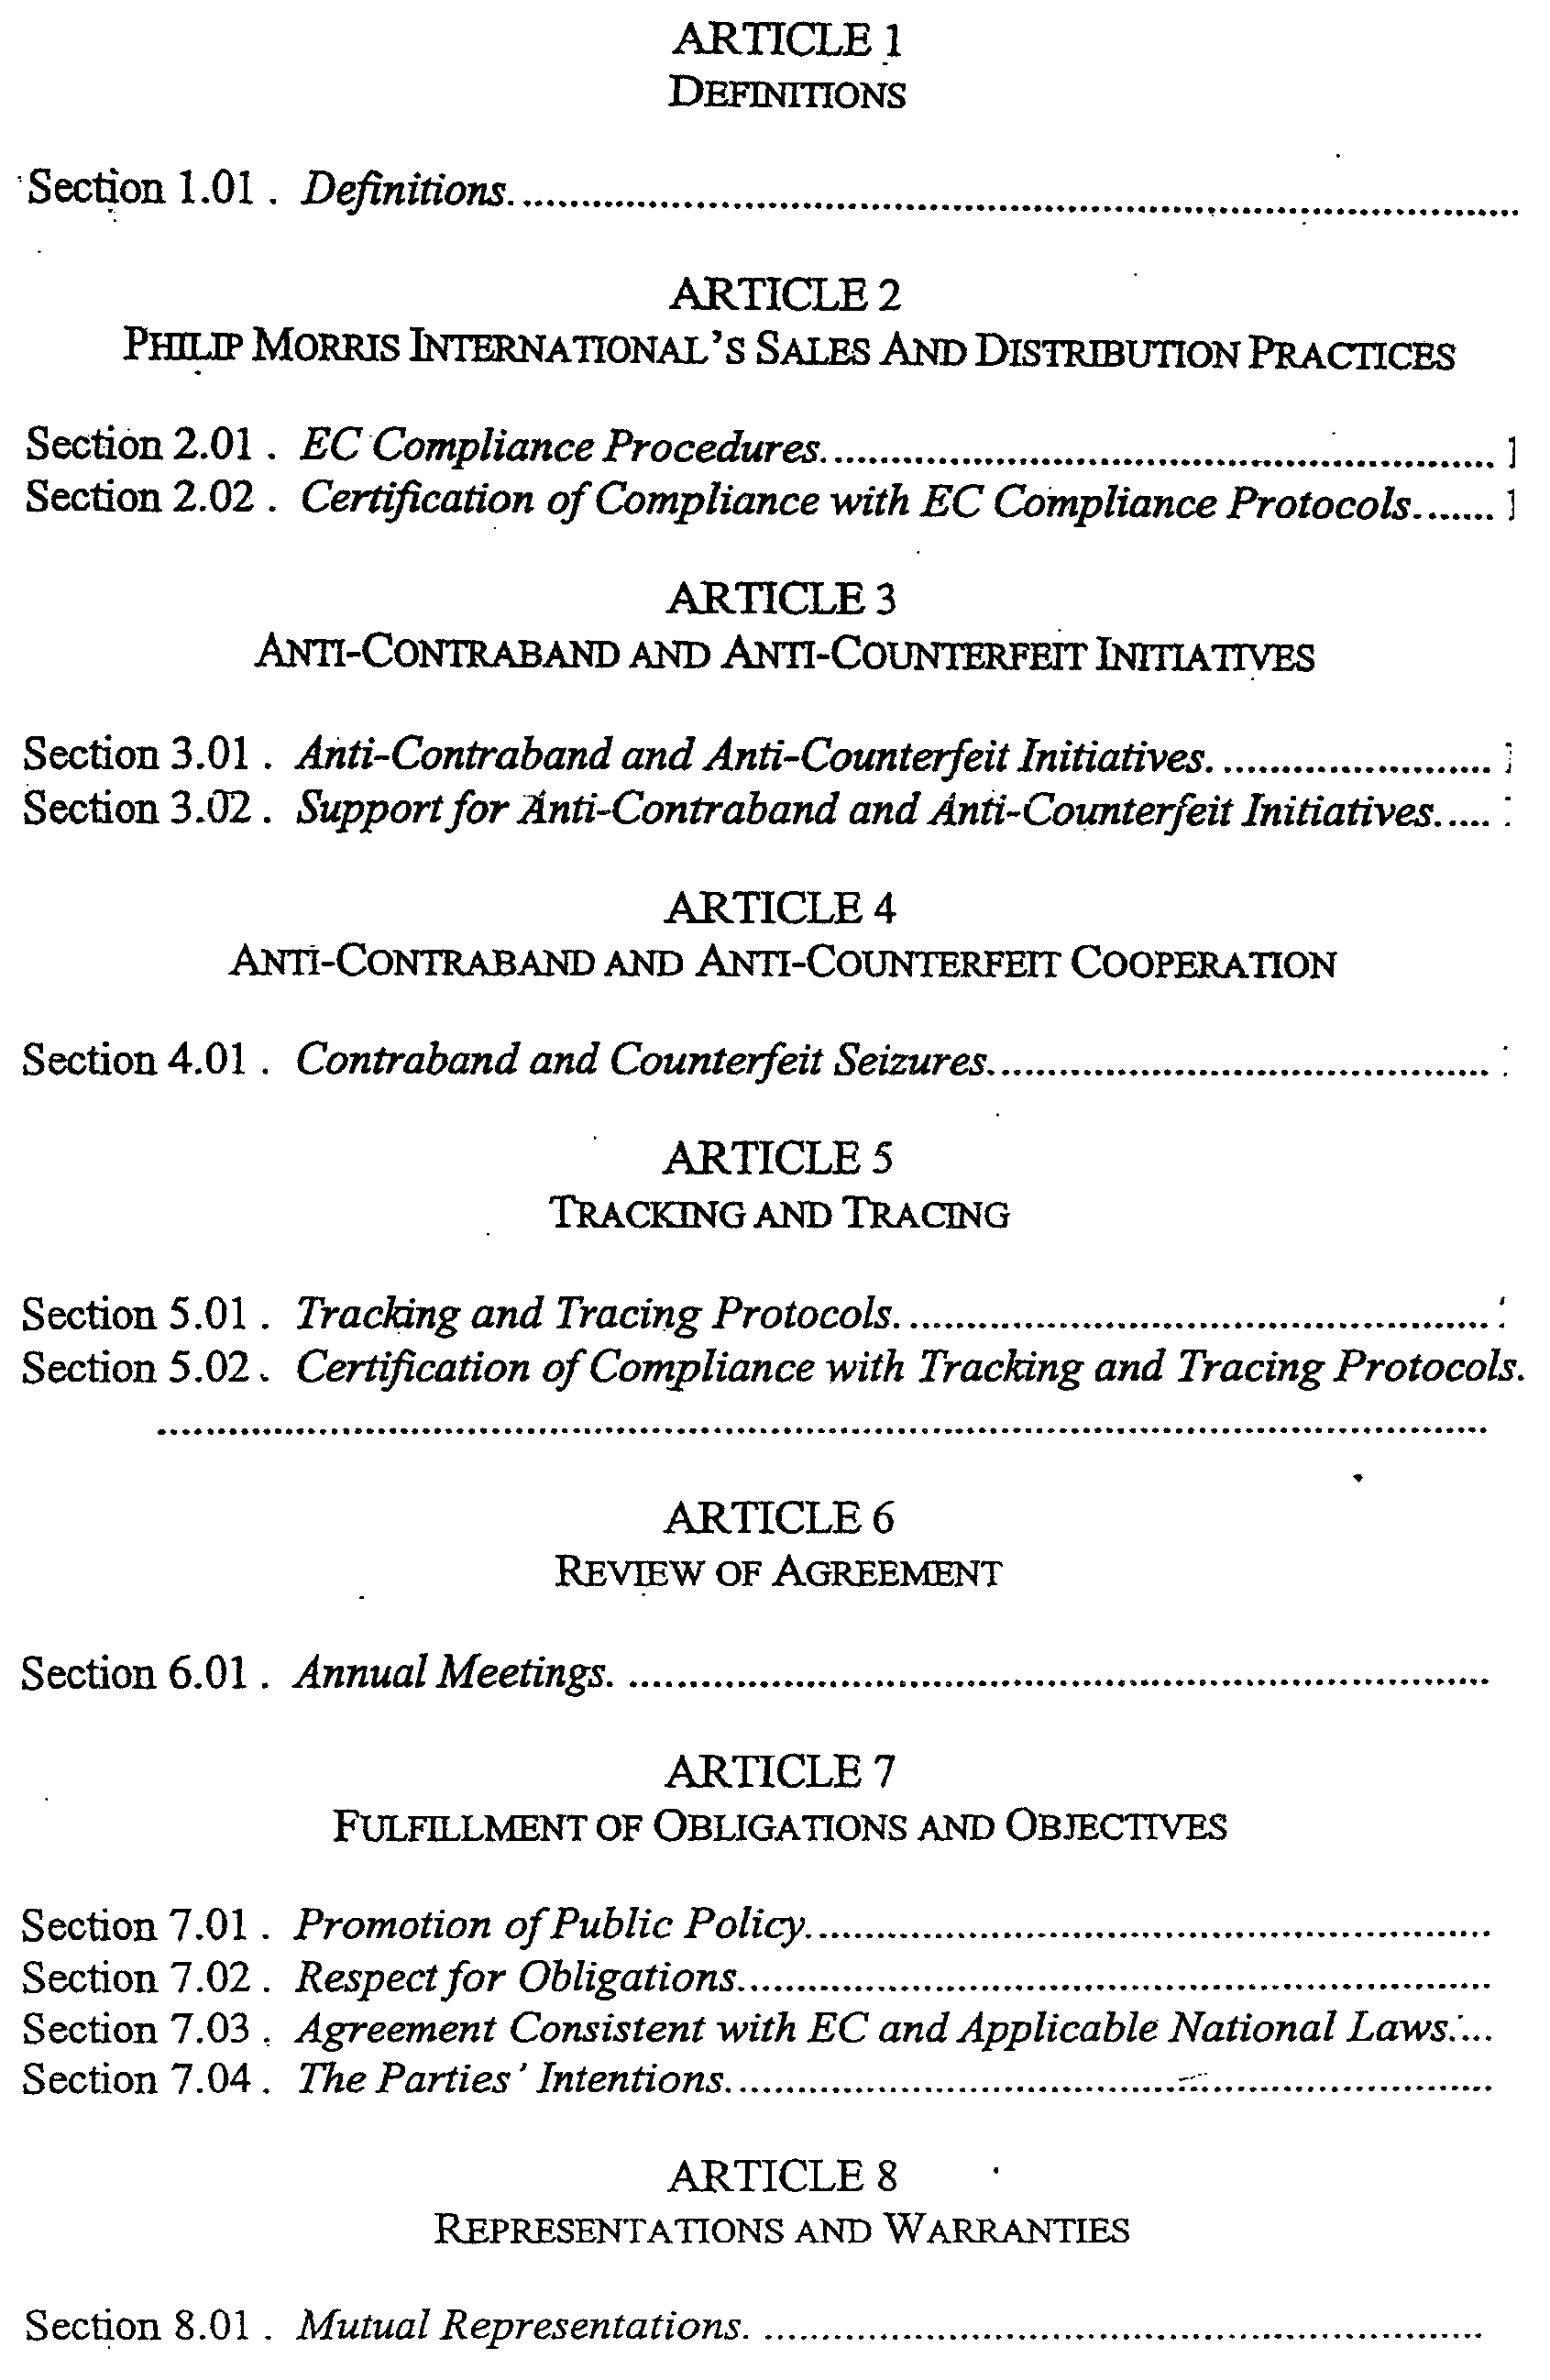 ARTICLE 1
DEFINITIONS
Section 1.01 . Definitions. ................................................................................
ARTICLE 2
PHILIP MORRIS INTERNATIONAL'S SALES AND DISTRIBUTION PRACTICES
Section 2.01 . EC Compliance Procedures. ........................................................
Section 2.02 . Certification of Compliance with EC Compliance Protocols. .......
ARTICLE 3
ANTI-CONTRABAND AND ANTI-COUNTERFEIT INITIATIVES
Section 3.01 . Anti-Contraband and Anti-Counterfeit Initiatives. ......................
Section 3.02 . Support for Anti-Contraband and Anti-Counterfeit Initiatives. ....
ARTICLE 4
ANTI-CONTRABAND AND ANTI-COUNTERFEIT COOPERATION
Section 4.01 . Contraband and Counterfeit Seizures. .........................................
ARTICLE 5
TRACKING AND TRACING
Section 5.01 . Tracking and Tracing Protocols. ................................................
Section 5.02 . Certification of Compliance with Tracking and Tracing Protocols.
..............................................................................................................
ARTICLE 6
REVIEW OF AGREEMENT
Section 6.01 . Annual Meetings. .......................................................................
ARTICLE 7
FULFILLMENT OF OBLIGATIONS AND OBJECTIVES
Section 7.01 . Promotion of Public Policy. ........................................................
Section 7.02 . Respect for Obligations. .............................................................
Section 7.03 . Agreement Consistent with EC and Applicable National Laws. ...
Section 7.04 . The Parties' Intentions. ...............................................................
ARTICLE 8
REPRESENTATIONS AND WARRANTIES
Section 8.01 . Mutual Representations. ............................................................